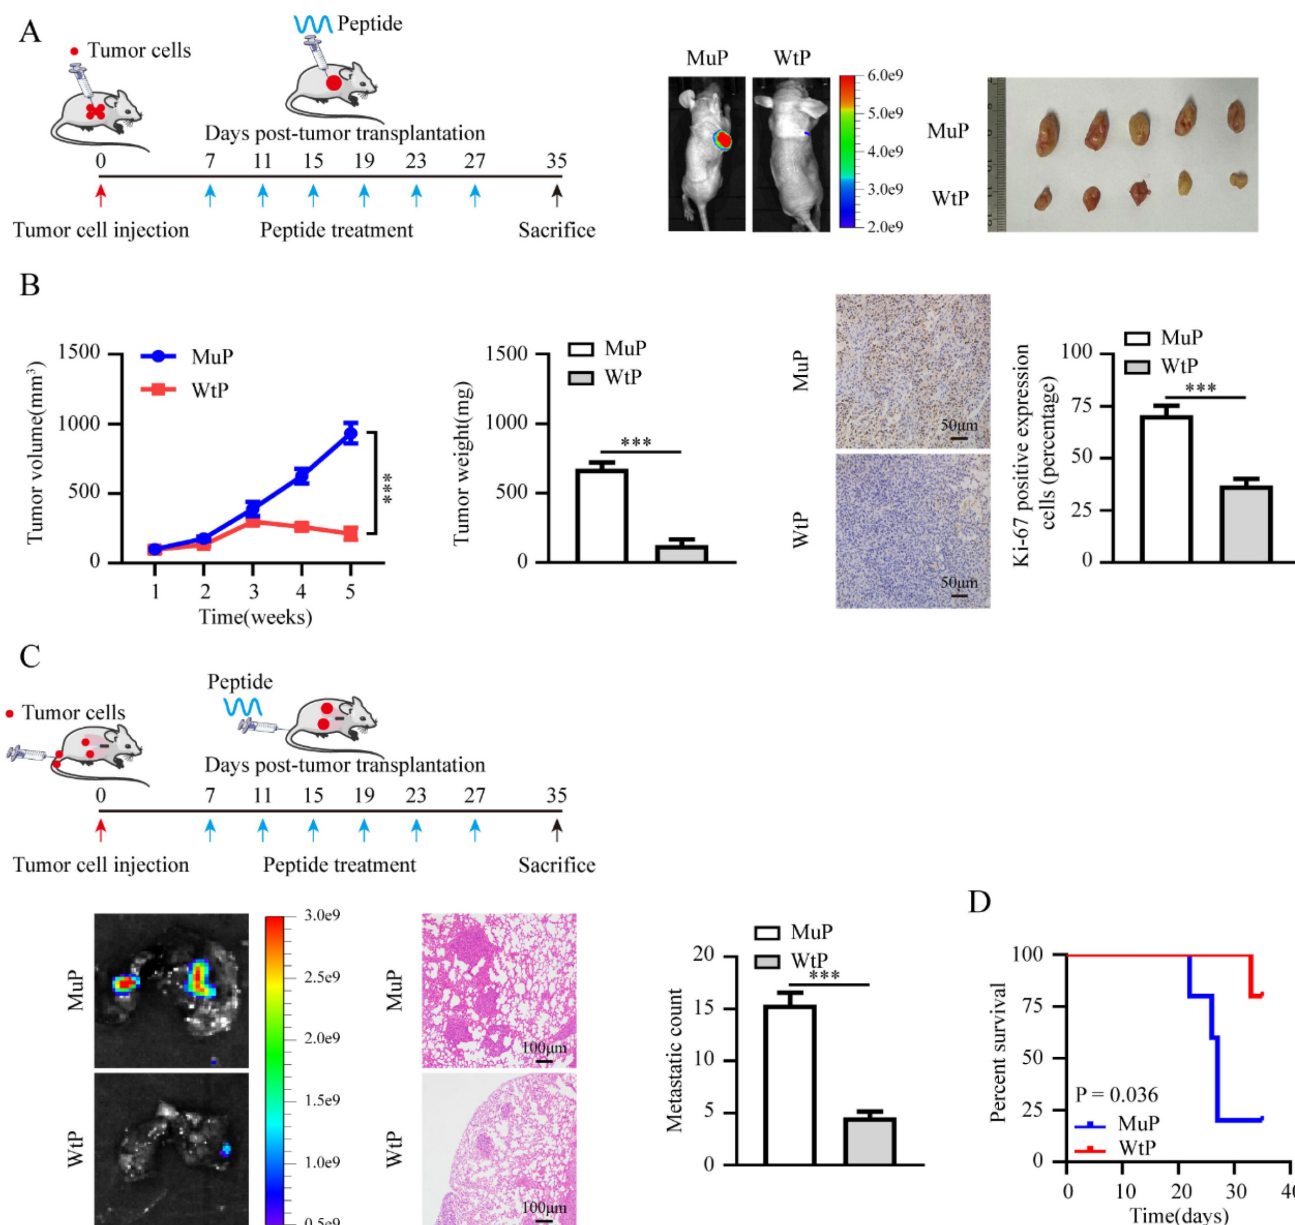 A
Tumor cells
Peptide
Days post-tumor transplantation
0 7 11 15 19 23 27 35
Tumor cell injection Peptide treatment Sacrifice
MuP WtP
6.0e9
5.0e9
4.0e9
3.0e9
2.0e9
MuP
WtP
B
Tumor volume(mm³)
1500
1000
500
0
MuP
WtP
***
1 2 3 4 5
Time(weeks)
Tumor weight(mg)
1500
1000
500
0
MuP
WtP
***
MuP
50μm
WtP
50μm
Ki-67 positive expression
cells (percentage)
100
75
50
25
0
MuP
WtP
***
C
Tumor cells
Peptide
Days post-tumor transplantation
0 7 11 15 19 23 27 35
Tumor cell injection Peptide treatment Sacrifice
MuP
WtP
3.0e9
2.5e9
2.0e9
1.5e9
1.0e9
0.5e9
MuP
100μm
WtP
100μm
Metastatic count
20
15
10
5
0
MuP
WtP
***
D
Percent survival
100
75
50
25
0
P = 0.036
MuP
WtP
0 10 20 30 40
Time(days)